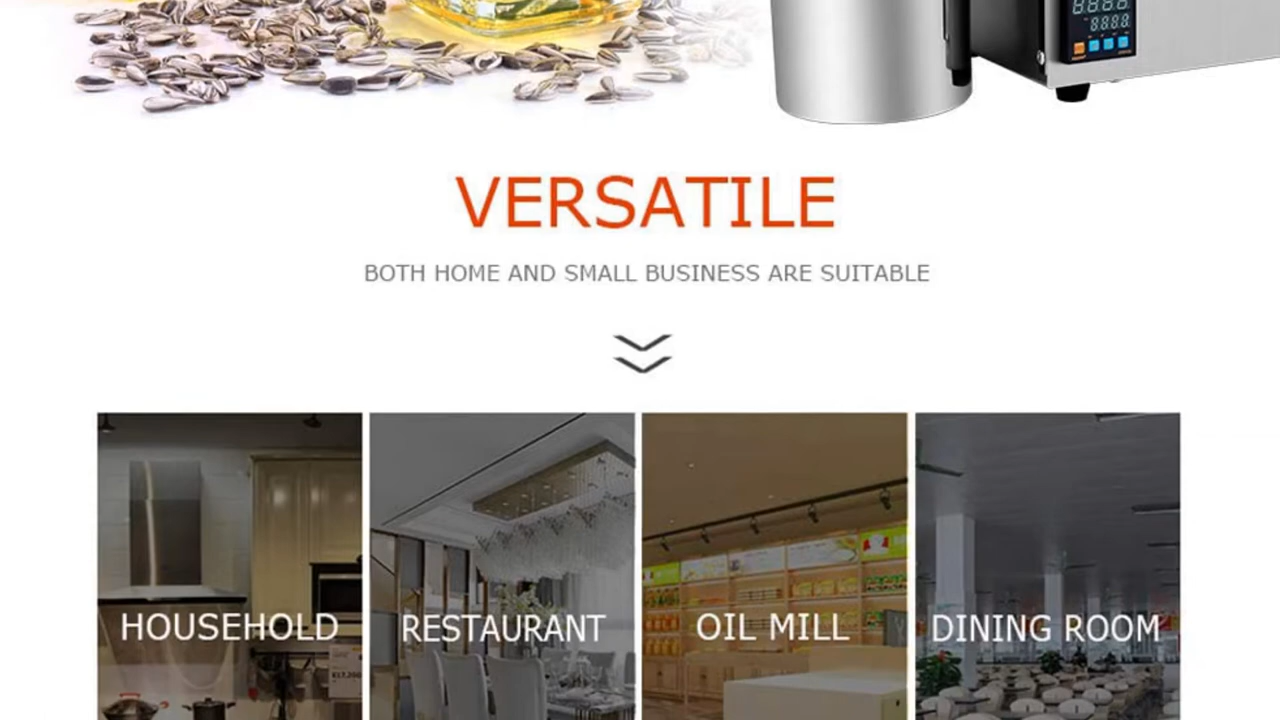 VERSATILE
BOTH HOME AND SMALL BUSINESS ARE SUITABLE
HOUSEHOLD
RESTAURANT
OIL MILL
DINING ROOM